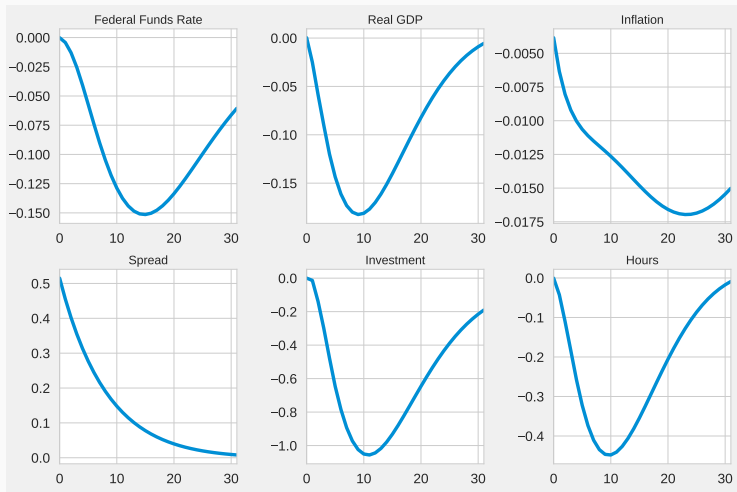 Federal Funds Rate
0.000
−0.025
−0.050
−0.075
−0.100
−0.125
−0.150
0 10 20 30
Real GDP
0.00
−0.05
−0.10
−0.15
0 10 20 30
Inflation
−0.0050
−0.0075
−0.0100
−0.0125
−0.0150
−0.0175
0 10 20 30
Spread
0.5
0.4
0.3
0.2
0.1
0.0
0 10 20 30
Investment
0.0
−0.2
−0.4
−0.6
−0.8
−1.0
0 10 20 30
Hours
0.0
−0.1
−0.2
−0.3
−0.4
0 10 20 30